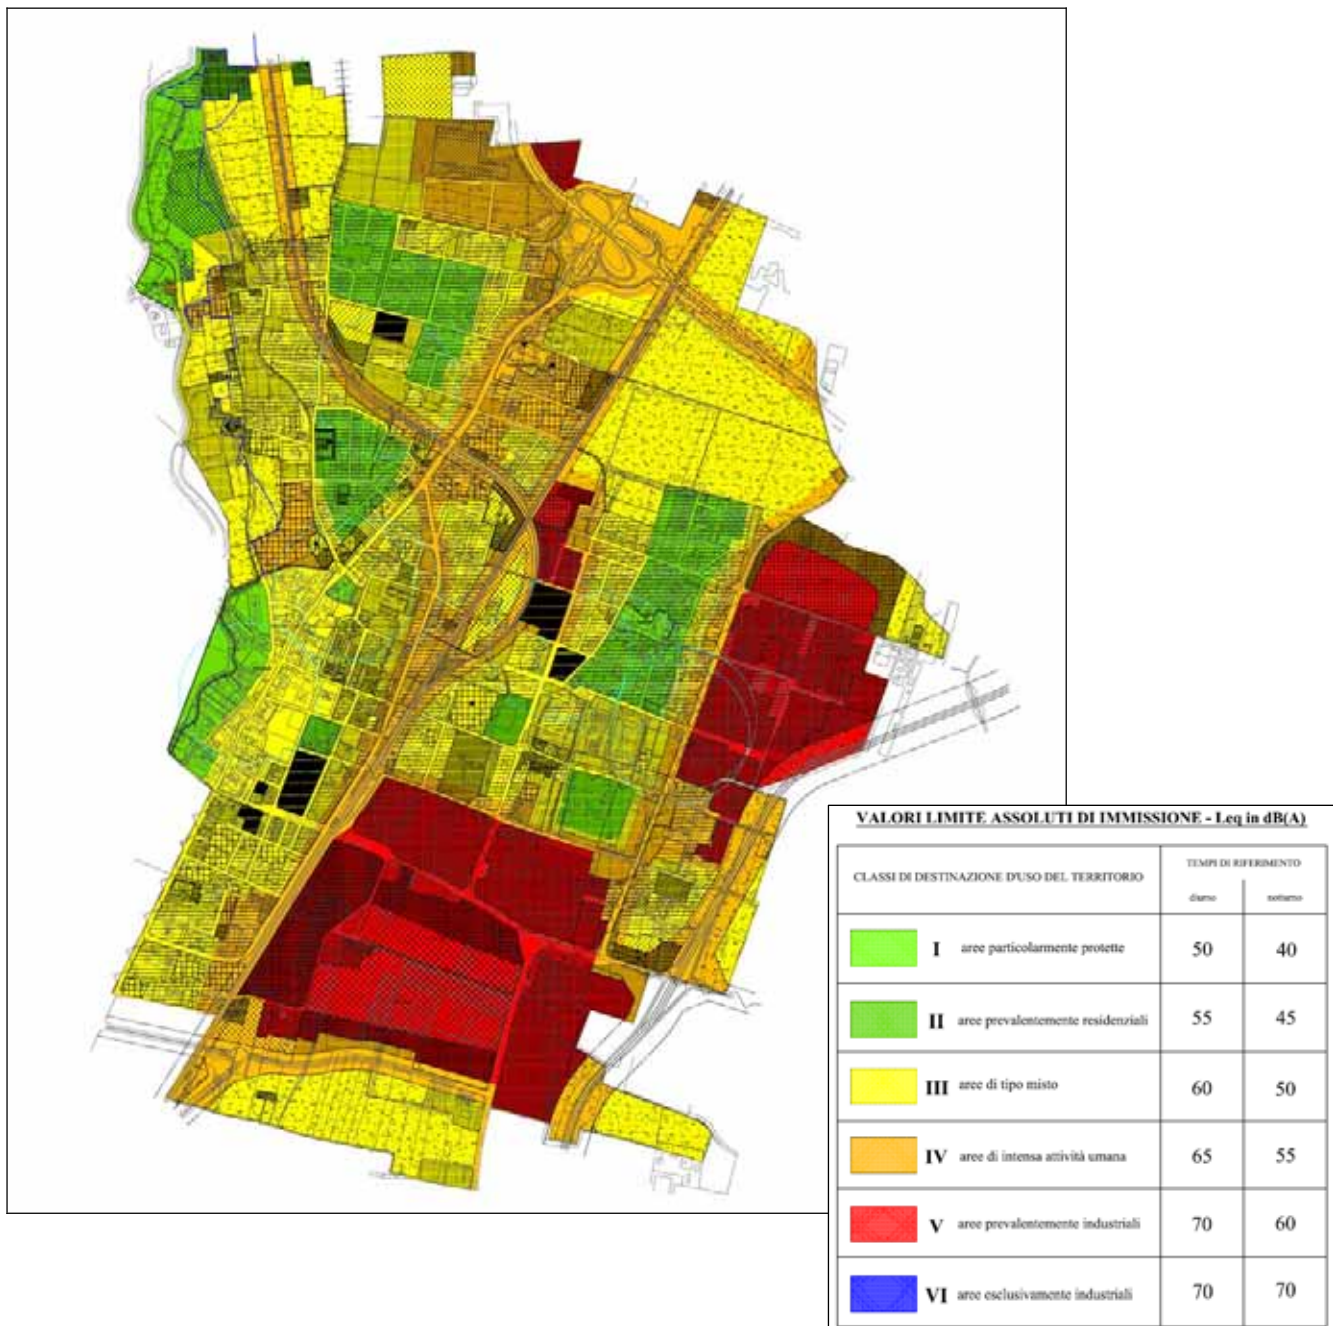 VALORI LIMITE ASSOLUTI DI IMMISSIONE - Leq in dB(A)
CLASSI DI DESTINAZIONE D'USO DEL TERRITORIO
TEMPI DI RIFERIMENTO
diurno notturno
I aree particolarmente protette 50 40
II aree prevalentemente residenziali 55 45
III aree di tipo misto 60 50
IV aree di intensa attività umana 65 55
V aree prevalentemente industriali 70 60
VI aree esclusivamente industriali 70 70